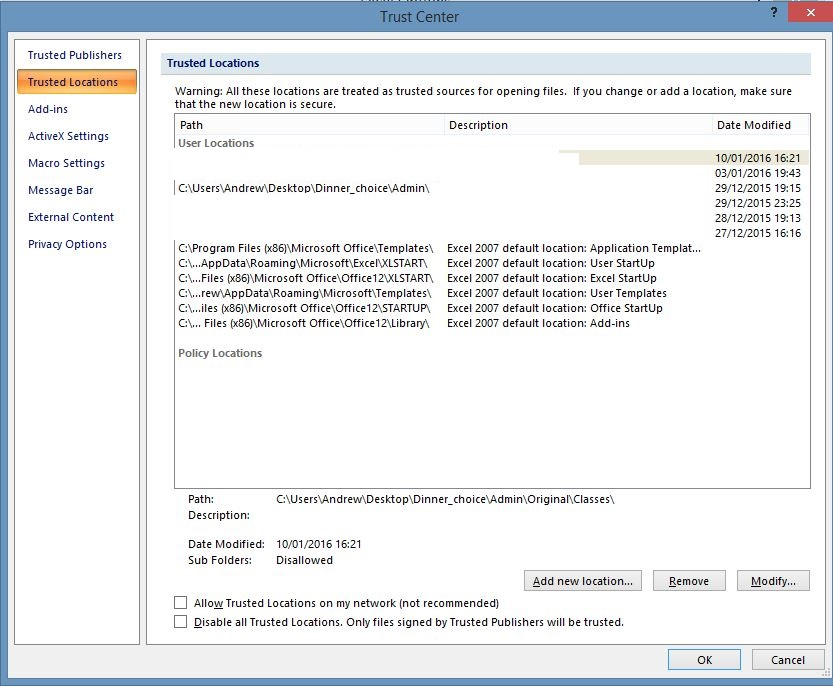 Trust Center
?
Trusted Publishers
Trusted Locations
Add-ins
ActiveX Settings
Macro Settings
Message Bar
External Content
Privacy Options
Trusted Locations
Warning: All these locations are treated as trusted sources for opening files. If you change or add a location, make sure
that the new location is secure.
Path Description Date Modified
User Locations
10/01/2016 16:21
03/01/2016 19:43
C:\Users\Andrew\Desktop\Dinner_choice\Admin\ 29/12/2015 19:15
29/12/2015 23:25
28/12/2015 19:13
27/12/2015 16:16
C:\Program Files (x86)\Microsoft Office\Templates\ Excel 2007 default location: Application Templat...
C:\...AppData\Roaming\Microsoft\Excel\XLSTART\ Excel 2007 default location: User StartUp
C:\...Files (x86)\Microsoft Office\Office12\XLSTART\ Excel 2007 default location: Excel StartUp
C:\...rew\AppData\Roaming\Microsoft\Templates\ Excel 2007 default location: User Templates
C:\...iles (x86)\Microsoft Office\Office12\STARTUP\ Excel 2007 default location: Office StartUp
C:\... Files (x86)\Microsoft Office\Office12\Library\ Excel 2007 default location: Add-ins
Policy Locations
Path: C:\Users\Andrew\Desktop\Dinner_choice\Admin\Original\Classes\
Description:
Date Modified: 10/01/2016 16:21
Sub Folders: Disallowed
Add new location... Remove Modify...
Allow Trusted Locations on my network (not recommended)
Disable all Trusted Locations. Only files signed by Trusted Publishers will be trusted.
OK Cancel